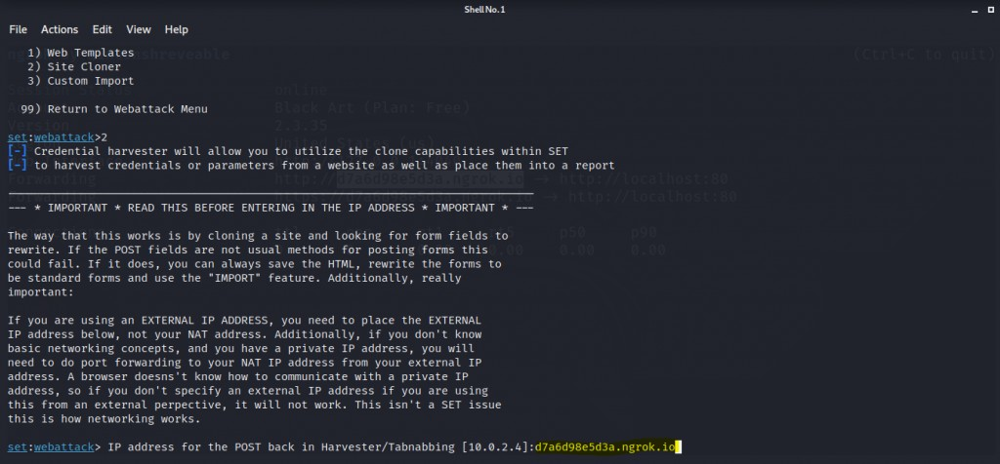 Shell No. 1
File Actions Edit View Help
1) Web Templates
2) Site Cloner
3) Custom Import
(Ctrl+C to quit)
online
99) Return to Webattack Menu
Black Art (Plan: Free)
2.3.35
set:webattack>2
United States (us)
[-] Credential harvester will allow you to utilize the clone capabilities within SET
[-] to harvest credentials or parameters from a website as well as place them into a report
Forwarding http://d7a6d98e5d3a.ngrok.io -> http://localhost:80
-> http://localhost:80
--- * IMPORTANT * READ THIS BEFORE ENTERING IN THE IP ADDRESS * IMPORTANT * ---
p50 p90
The way that this works is by cloning a site and looking for form fields to
rewrite. If the POST fields are not usual methods for posting forms this
0.00 0.00
could fail. If it does, you can always save the HTML, rewrite the forms to
be standard forms and use the "IMPORT" feature. Additionally, really
important:
If you are using an EXTERNAL IP ADDRESS, you need to place the EXTERNAL
IP address below, not your NAT address. Additionally, if you don't know
basic networking concepts, and you have a private IP address, you will
need to do port forwarding to your NAT IP address from your external IP
address. A browser doesns't know how to communicate with a private IP
address, so if you don't specify an external IP address if you are using
this from an external perpective, it will not work. This isn't a SET issue
this is how networking works.
set:webattack> IP address for the POST back in Harvester/Tabnabbing [10.0.2.4]:d7a6d98e5d3a.ngrok.io